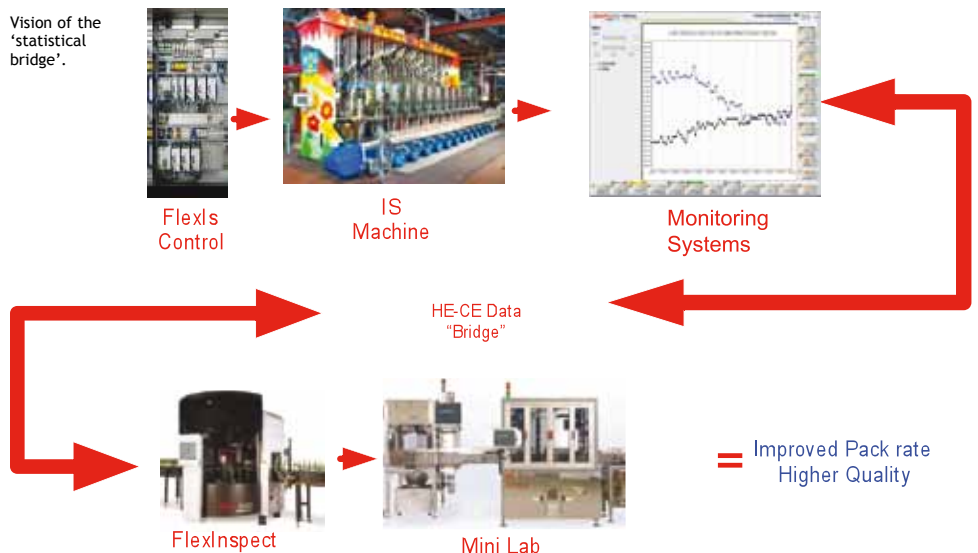 Vision of the
‘statistical
bridge’.
FlexIs
Control
IS
Machine
Monitoring
Systems
HE-CE Data
“Bridge”
FlexInspect
Mini Lab
= Improved Pack rate
Higher Quality